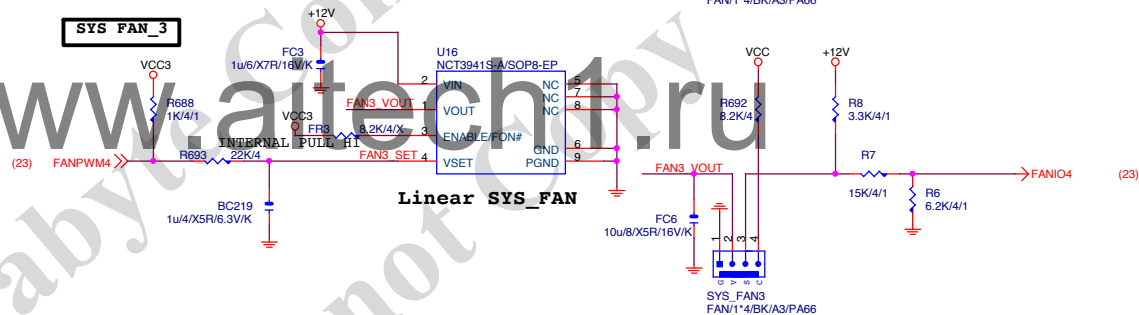 FAN/1*4/BK/A3/PA66
SYS FAN_3
+12V
VCC3
FC3
1u/6/X7R/16V/K
U16
NCT3941S-A/SOP8-EP
VCC
+12V
R688
1K/4/1
2
VIN
NC
5
NC
7
FAN3_VOUT
1
VOUT
NC
8
R692
8.2K/4
R8
3.3K/4/1
www.aitech1.ru
VCC3
FR3
8.2K/4/X
3
ENABLE/FON#
INTERNAL PULL HI
GND
6
(23)
FANPWM4
R693
22K/4
FAN3_SET
4
VSET
PGND
9
FAN3_VOUT
R7
15K/4/1
FANIO4
(23)
Linear SYS_FAN
R6
6.2K/4/1
BC219
1u/4/X5R/6.3V/K
FC6
10u/8/X5R/16V/K
1
2
3
4
G
V
S
C
SYS_FAN3
FAN/1*4/BK/A3/PA66
abyte Co
not Copy